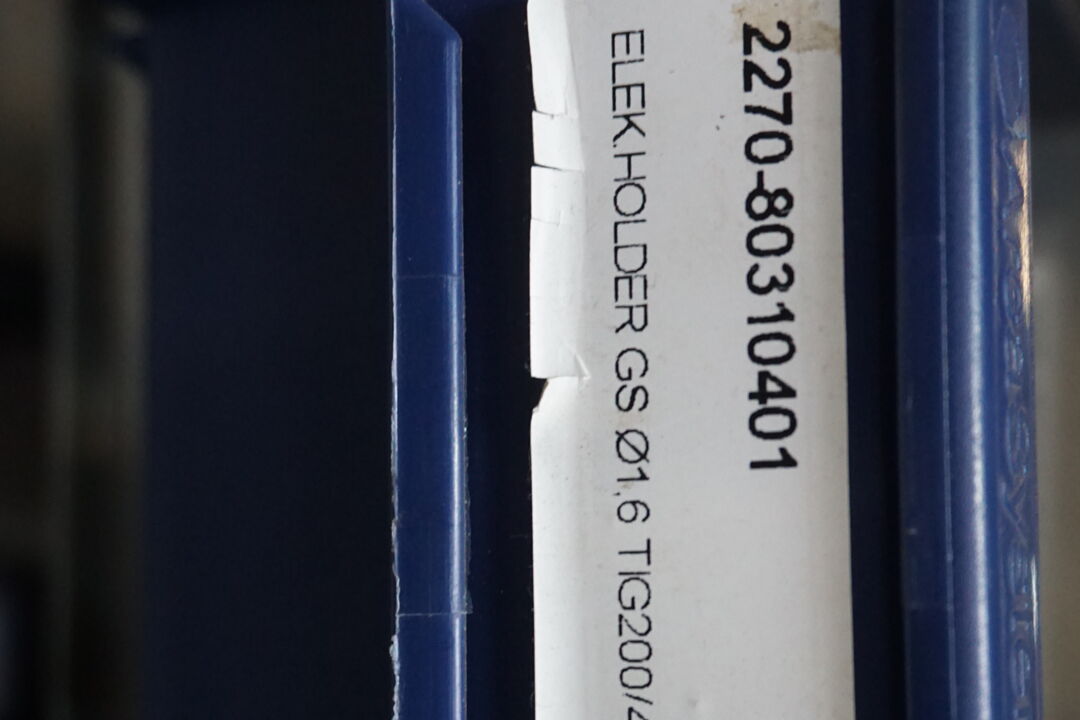 2270-80310401
ELEK.HOLDER GS Ø1,6 TIG200/4